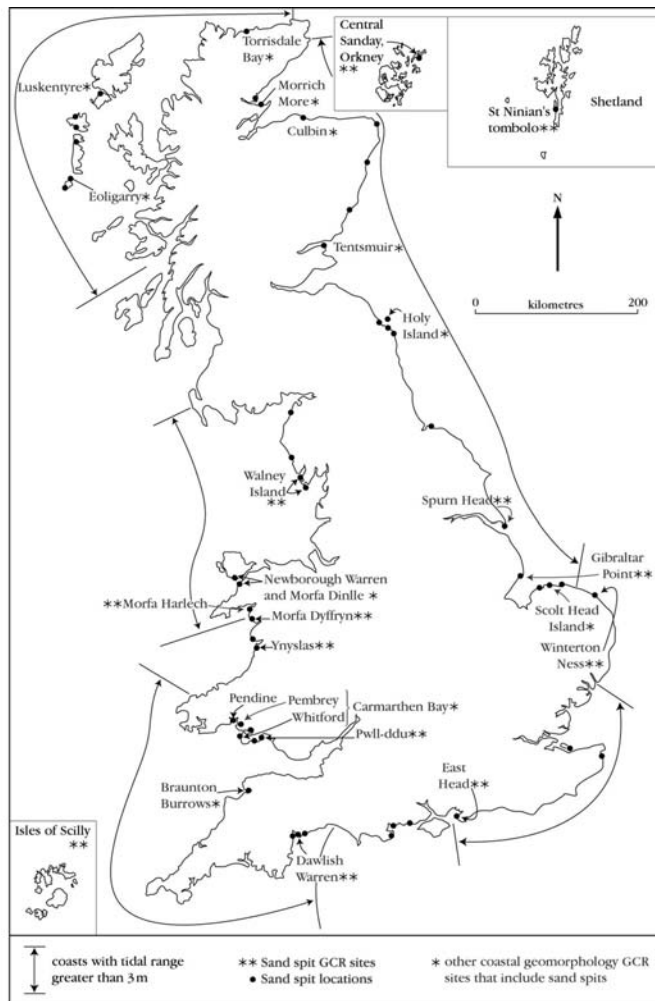 Torrisdale
Bay*
Central
Sanday,
Orkney
**
St Ninian's
tombolo**
Shetland
Luskentyre*
Morrich
More*
Culbin*
Eoligarry*
N
Tentsmuir*
0 kilometres 200
Holy
Island*
Walney
Island
**
Spurn Head**
Gibraltar
Point**
Newborough Warren
and Morfa Dinlle *
**Morfa Harlech
Morfa Dyffryn**
Scolt Head
Island*
Ynyslas**
Winterton
Ness**
Pendine
Pembrey
Whitford
Carmarthen Bay*
Pwll-ddu**
Braunton
Burrows*
East
Head**
Isles of Scilly
**
Dawlish
Warren**
coasts with tidal range
greater than 3 m
** Sand spit GCR sites
● Sand spit locations
* other coastal geomorphology GCR
sites that include sand spits